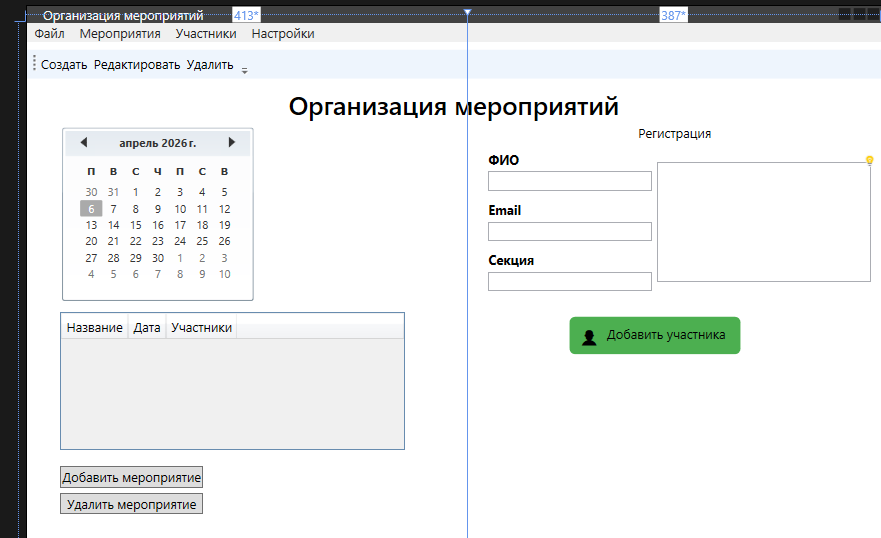 Организация мероприятий 413* 387*
Файл Мероприятия Участники Настройки
Создать Редактировать Удалить
Организация мероприятий
апрель 2026 г.
П В С Ч П С В
30 31 1 2 3 4 5
6 7 8 9 10 11 12
13 14 15 16 17 18 19
20 21 22 23 24 25 26
27 28 29 30 1 2 3
4 5 6 7 8 9 10
Название Дата Участники
Добавить мероприятие
Удалить мероприятие
Регистрация
ФИО
Email
Секция
Добавить участника